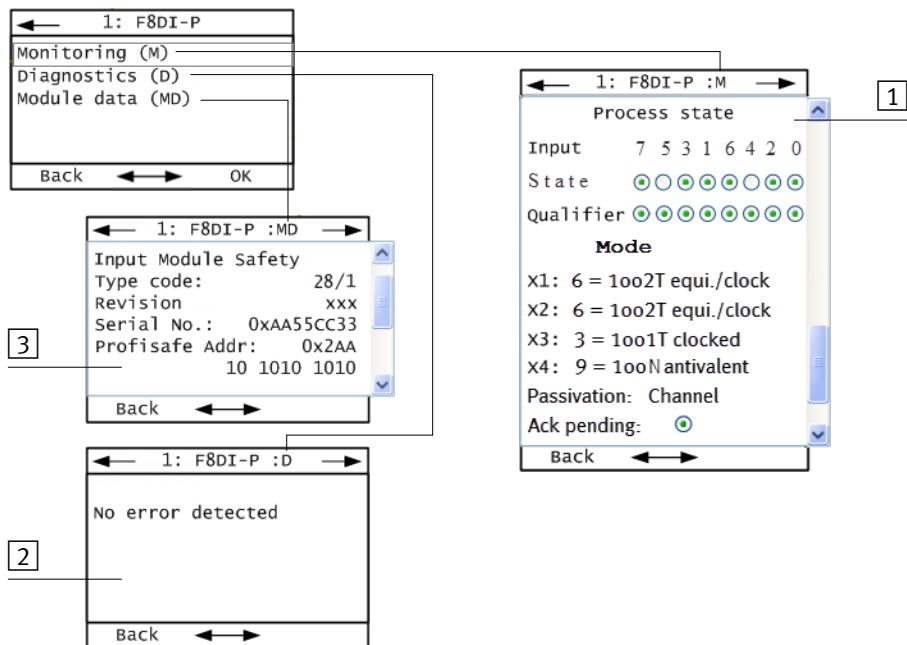 1: F8DI-P
Monitoring (M)
Diagnostics (D)
Module data (MD)
Back OK
1: F8DI-P :M
Process state
Input 7 5 3 1 6 4 2 0
State
Qualifier
Mode
X1: 6 = 1oo2T equi./clock
X2: 6 = 1oo2T equi./clock
X3: 3 = 1oo1T clocked
X4: 9 = 1ooN antivalent
Passivation: Channel
Ack pending:
Back
1
1: F8DI-P :MD
Input Module Safety
Type code: 28/1
Revision xxx
Serial No.: 0xAA55CC33
Profisafe Addr: 0x2AA
10 1010 1010
Back
3
1: F8DI-P :D
No error detected
Back
2